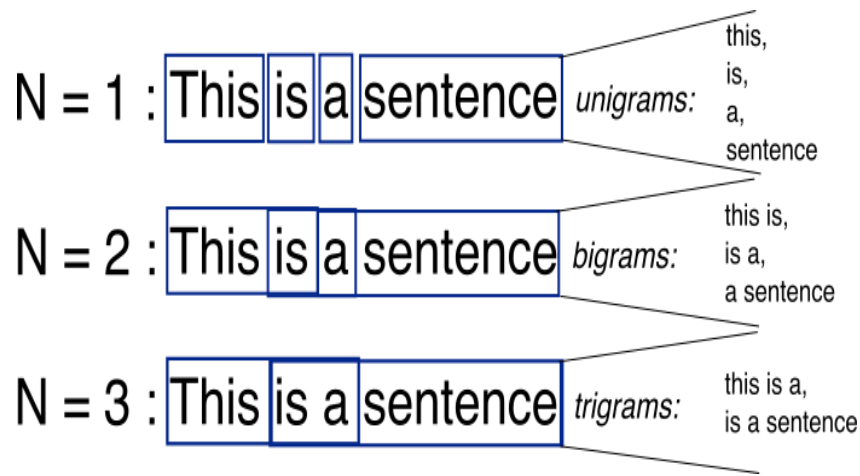 N = 1 : This is a sentence unigrams:
this,
is,
a,
sentence
N = 2 : This is a sentence bigrams:
this is,
is a,
a sentence
N = 3 : This is a sentence trigrams:
this is a,
is a sentence